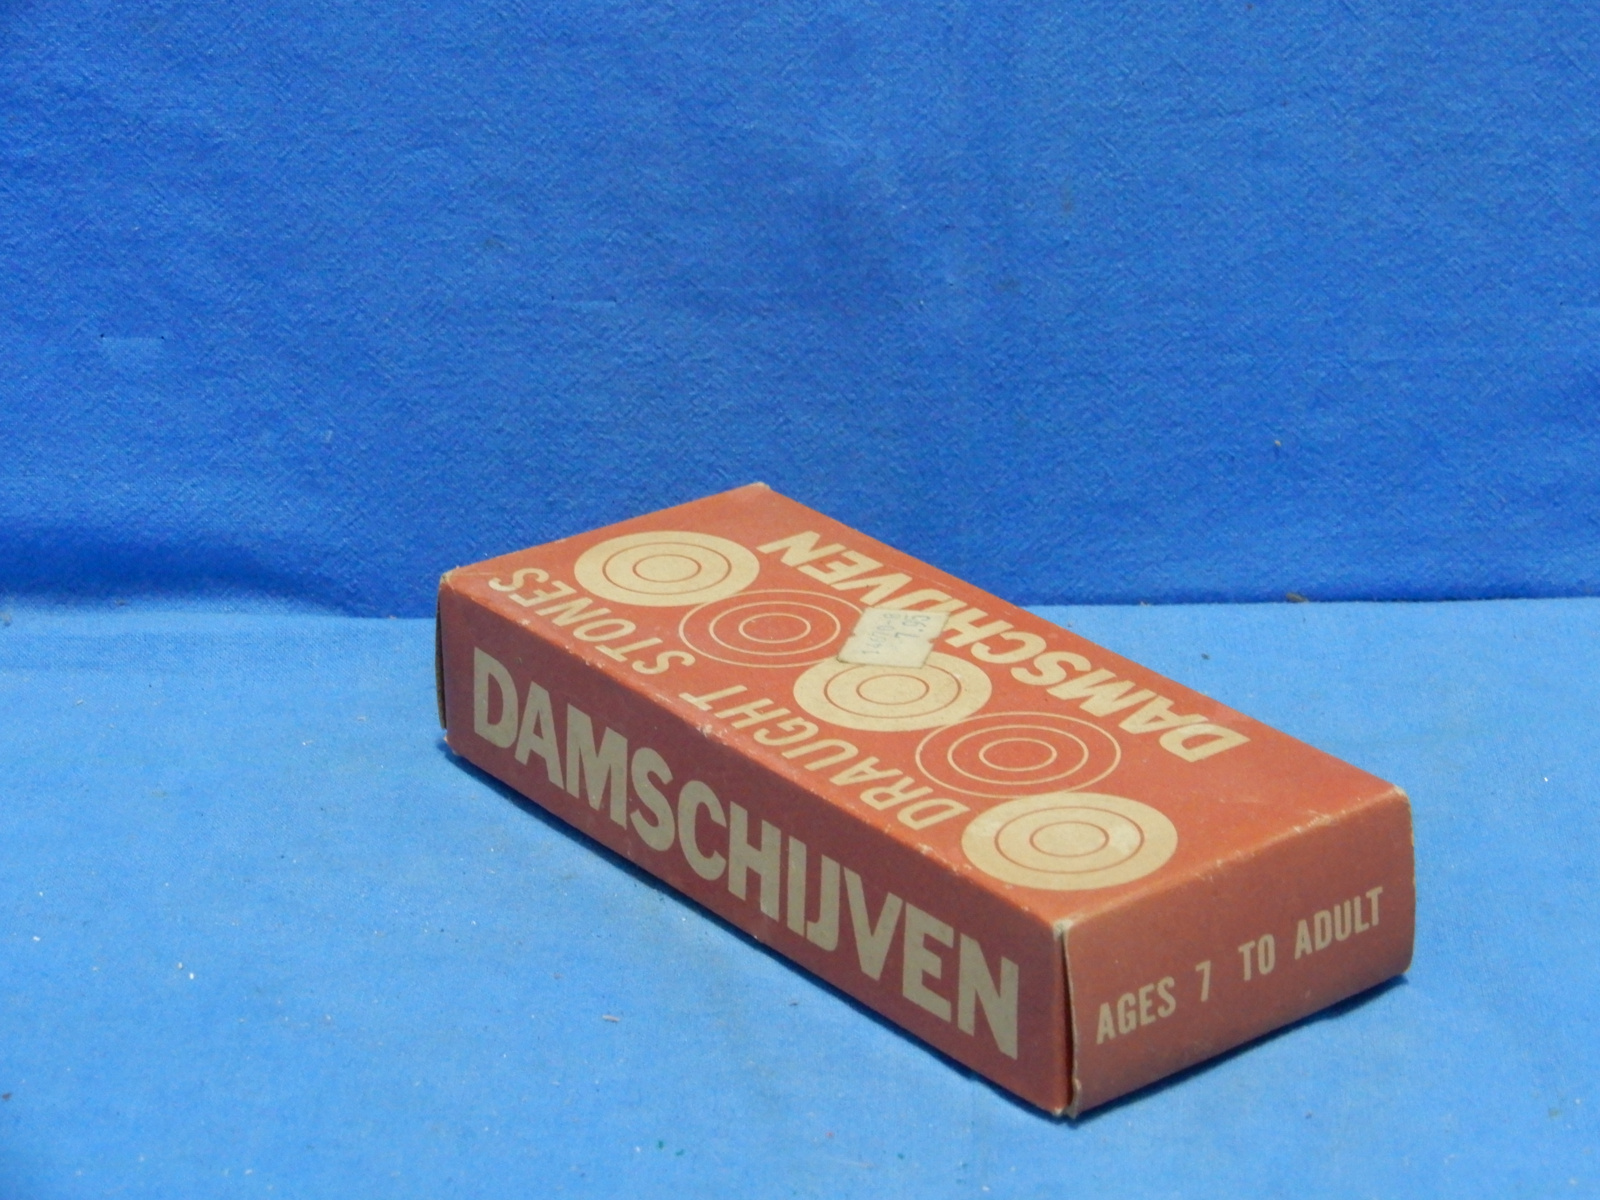 DAMSCHIJVEN
DRAUGHT STONES
DAMSCHIJVEN
AGES 7 TO ADULT